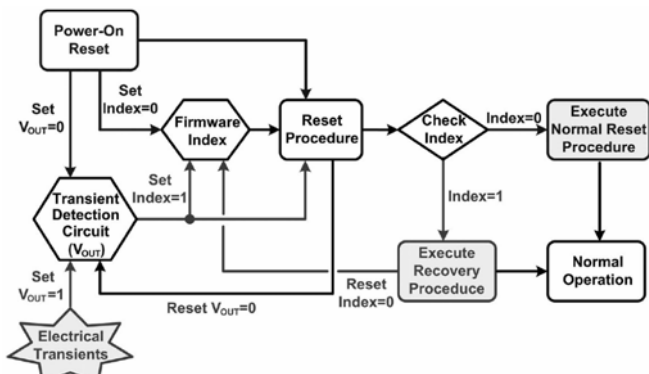 Power-On
Reset
Set
Index=0
Set
VOUT=0
Firmware
Index
Reset
Procedure
Check
Index
Index=0
Execute
Normal Reset
Procedure
Set
Index=1
Transient
Detection
Circuit
(VOUT)
Index=1
Execute
Recovery
Proceduce
Normal
Operation
Set
VOUT=1
Reset VOUT=0
Reset
Index=0
Electrical
Transients